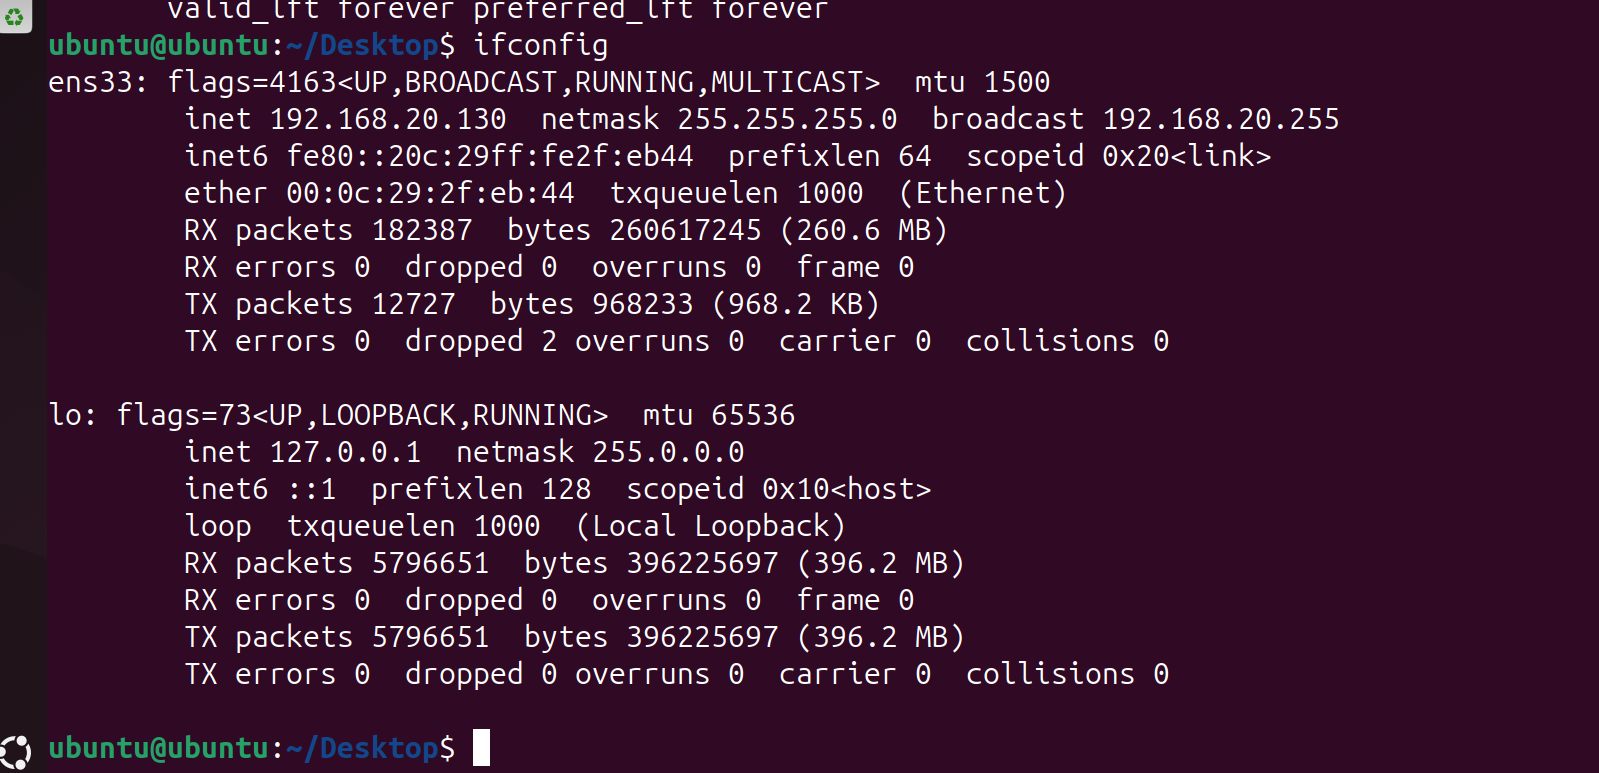 valid_lft forever preferred_lft forever
ubuntu@ubuntu:~/Desktop$ ifconfig
ens33: flags=4163<UP,BROADCAST,RUNNING,MULTICAST>  mtu 1500
        inet 192.168.20.130  netmask 255.255.255.0  broadcast 192.168.20.255
        inet6 fe80::20c:29ff:fe2f:eb44  prefixlen 64  scopeid 0x20<link>
        ether 00:0c:29:2f:eb:44  txqueuelen 1000  (Ethernet)
        RX packets 182387  bytes 260617245 (260.6 MB)
        RX errors 0  dropped 0  overruns 0  frame 0
        TX packets 12727  bytes 968233 (968.2 KB)
        TX errors 0  dropped 2 overruns 0  carrier 0  collisions 0

lo: flags=73<UP,LOOPBACK,RUNNING>  mtu 65536
        inet 127.0.0.1  netmask 255.0.0.0
        inet6 ::1  prefixlen 128  scopeid 0x10<host>
        loop  txqueuelen 1000  (Local Loopback)
        RX packets 5796651  bytes 396225697 (396.2 MB)
        RX errors 0  dropped 0  overruns 0  frame 0
        TX packets 5796651  bytes 396225697 (396.2 MB)
        TX errors 0  dropped 0 overruns 0  carrier 0  collisions 0

ubuntu@ubuntu:~/Desktop$